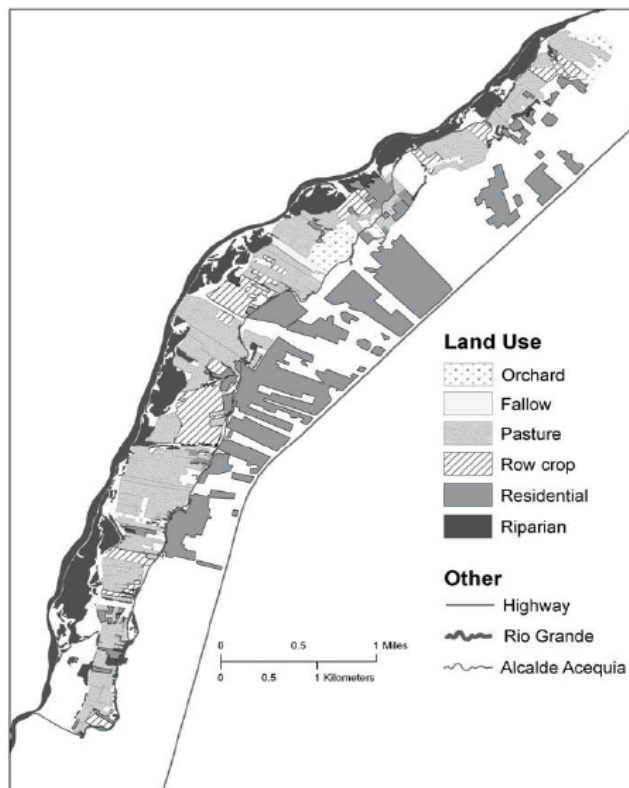 Land Use
Orchard
Fallow
Pasture
Row crop
Residential
Riparian
Other
Highway
Rio Grande
Alcalde Acequia
0 0.5 1 Miles
0 0.5 1 Kilometers